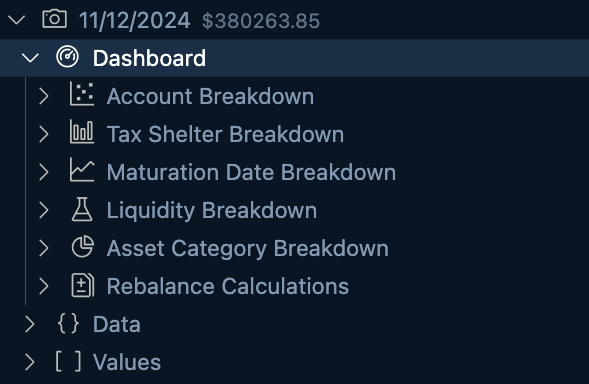 11/12/2024 $380263.85
Dashboard
Account Breakdown
Tax Shelter Breakdown
Maturation Date Breakdown
Liquidity Breakdown
Asset Category Breakdown
Rebalance Calculations
{} Data
[ ] Values